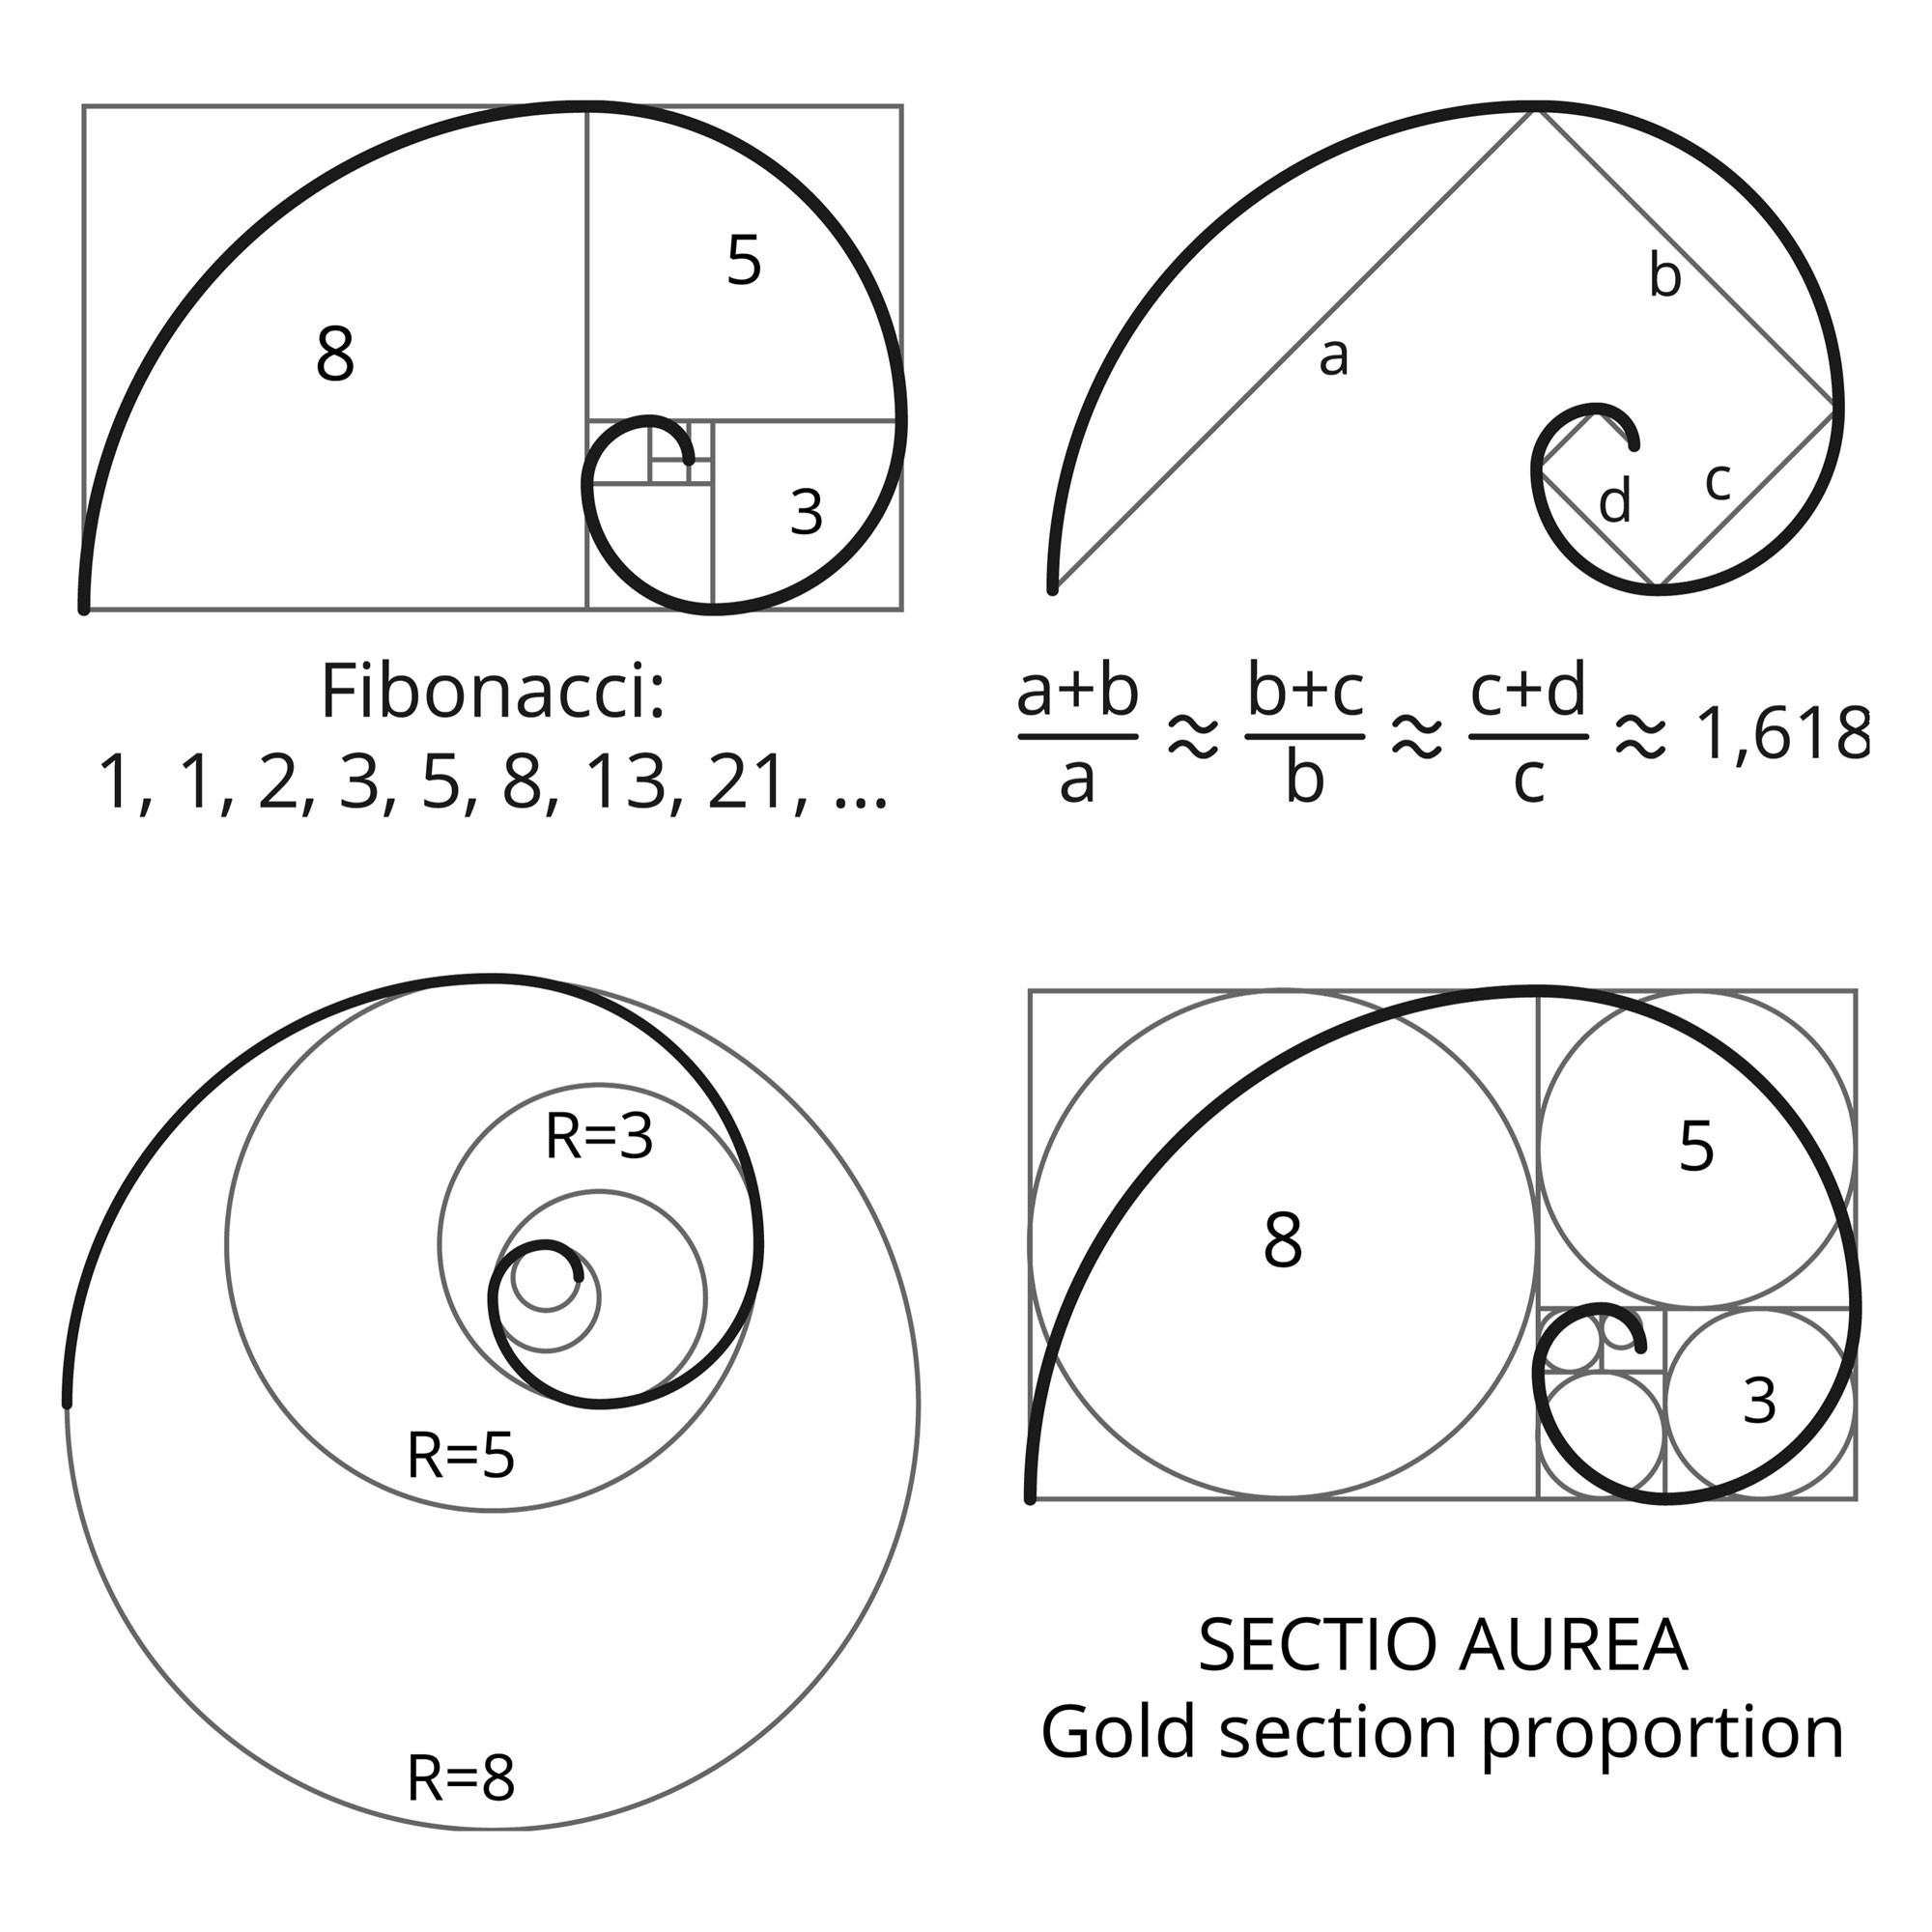 8
5
3
Fibonacci:
1, 1, 2, 3, 5, 8, 13, 21, ...
a
b
c
d
a+b b+c c+d
≈ ≈ ≈ 1,618
a b c
R=3
R=5
R=8
8
5
3
SECTIO AUREA
Gold section proportion